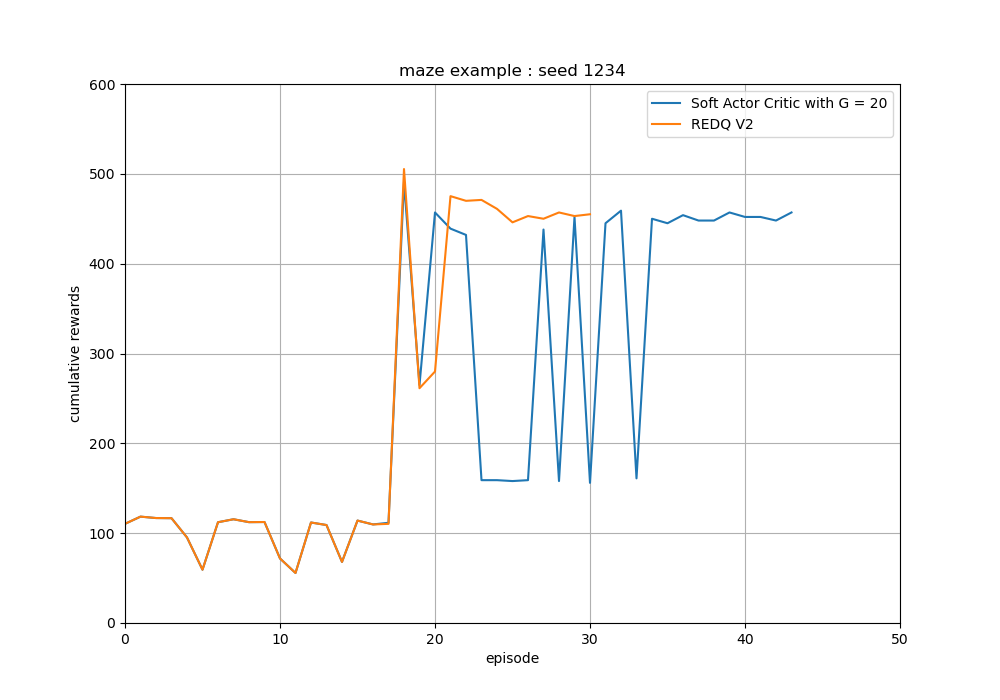 maze example : seed 1234
600
500
400
300
200
100
0
cumulative rewards
Soft Actor Critic with G = 20
REDQ V2
0 10 20 30 40 50
episode